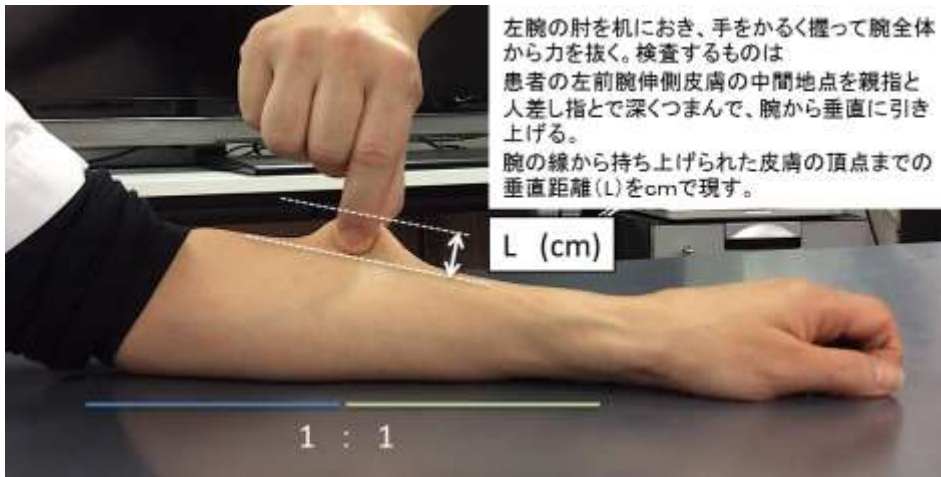 左腕の肘を机におき、手をかるく握って腕全体
から力を抜く。検査するものは
患者の左前腕伸側皮膚の中間地点を親指と
人差し指とで深くつまんで、腕から垂直に引き
上げる。
腕の線から持ち上げられた皮膚の頂点までの
垂直距離(L)をcmで現す。
L (cm)
1 : 1